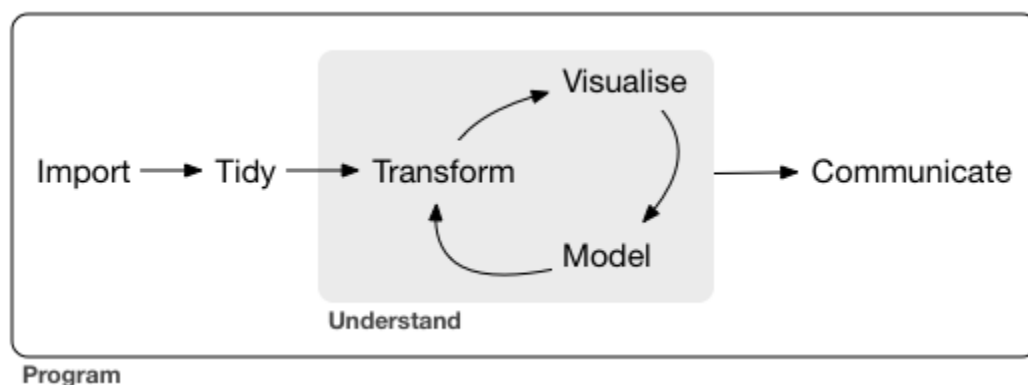 Visualise
Import
Tidy
Transform
Communicate
Model
Understand
Program